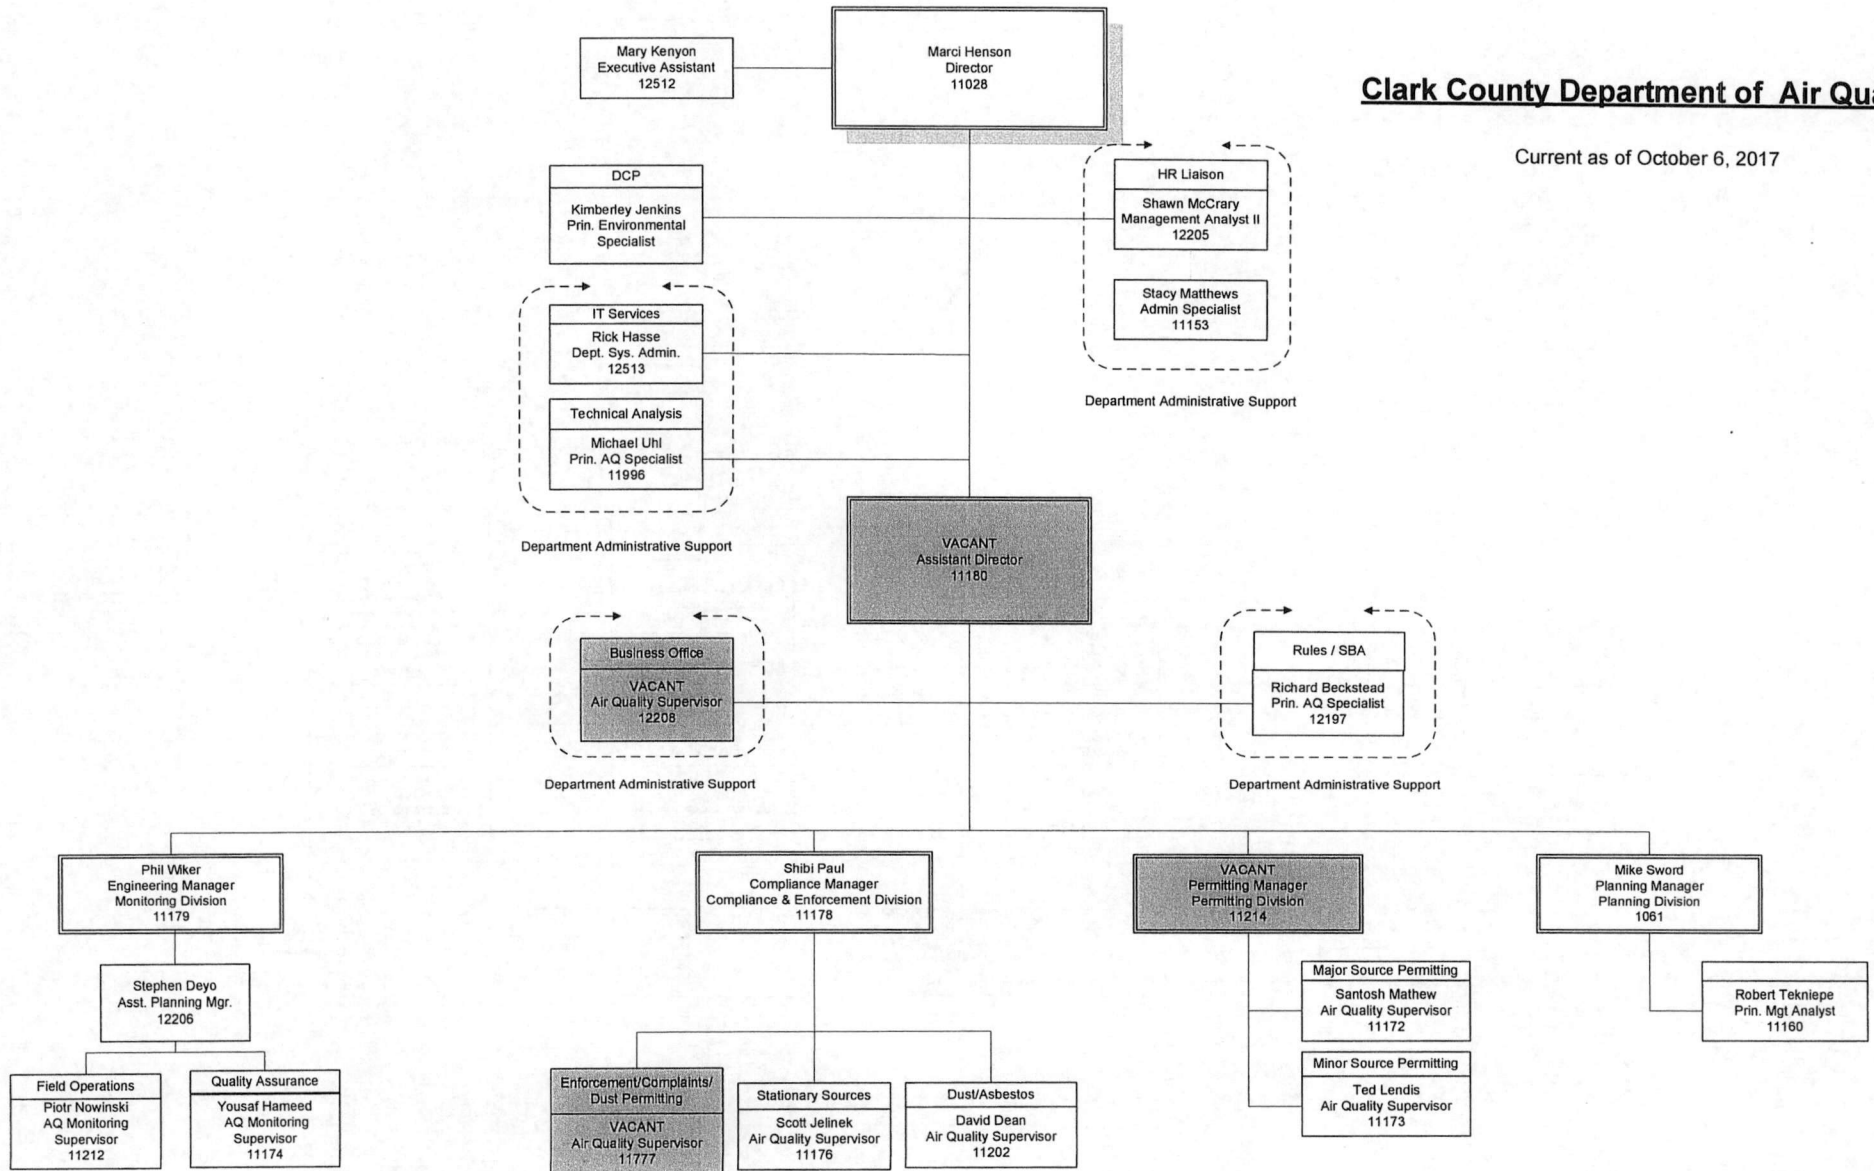 Clark County Department of Air Qua
Current as of October 6, 2017
Mary Kenyon
Executive Assistant
12512
Marci Henson
Director
11028
DCP
Kimberley Jenkins
Prin. Environmental
Specialist
HR Liaison
Shawn McCrary
Management Analyst II
12205
Stacy Matthews
Admin Specialist
11153
Department Administrative Support
IT Services
Rick Hasse
Dept. Sys. Admin.
12513
Technical Analysis
Michael Uhl
Prin. AQ Specialist
11996
Department Administrative Support
VACANT
Assistant Director
11180
Business Office
VACANT
Air Quality Supervisor
12208
Department Administrative Support
Rules / SBA
Richard Beckstead
Prin. AQ Specialist
12197
Department Administrative Support
Phil Wiker
Engineering Manager
Monitoring Division
11179
Stephen Deyo
Asst. Planning Mgr.
12206
Field Operations
Piotr Nowinski
AQ Monitoring
Supervisor
11212
Quality Assurance
Yousaf Hameed
AQ Monitoring
Supervisor
11174
Shibi Paul
Compliance Manager
Compliance & Enforcement Division
11178
Enforcement/Complaints/
Dust Permitting
VACANT
Air Quality Supervisor
11777
Stationary Sources
Scott Jelinek
Air Quality Supervisor
11176
Dust/Asbestos
David Dean
Air Quality Supervisor
11202
VACANT
Permitting Manager
Permitting Division
11214
Major Source Permitting
Santosh Mathew
Air Quality Supervisor
11172
Minor Source Permitting
Ted Lendis
Air Quality Supervisor
11173
Mike Sword
Planning Manager
Planning Division
1061
Robert Tekniepe
Prin. Mgt Analyst
11160